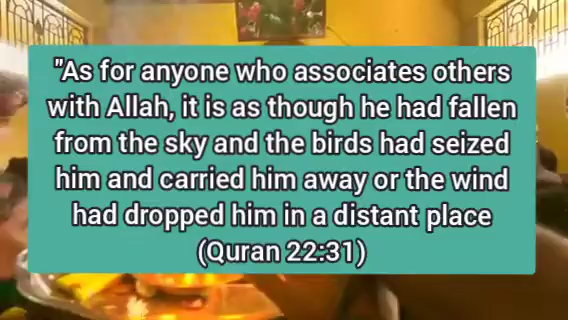 "As for anyone who associates others
with Allah, it is as though he had fallen
from the sky and the birds had seized
him and carried him away or the wind
had dropped him in a distant place
(Quran 22:31)